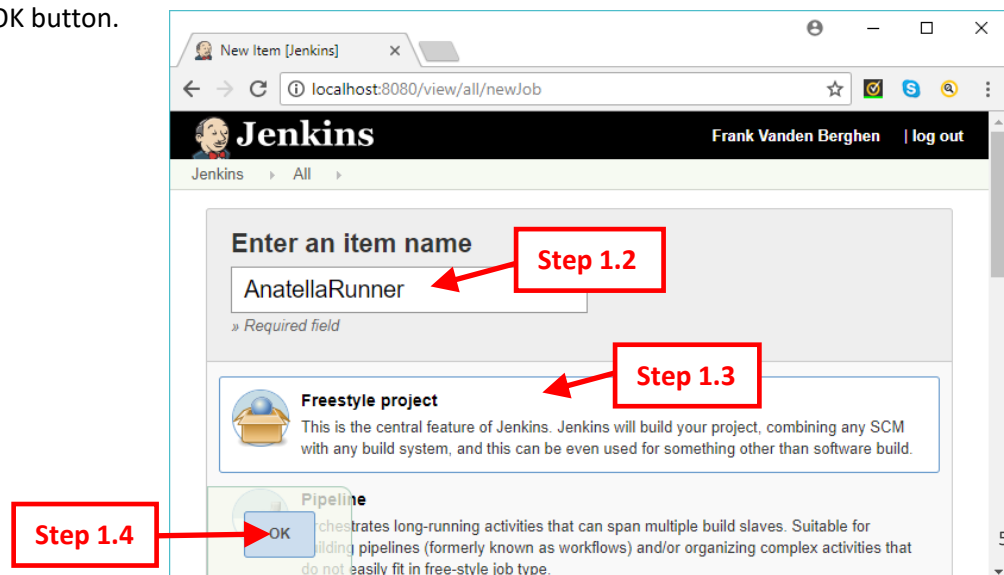 OK button.
New Item [Jenkins]
localhost:8080/view/all/newJob
Jenkins
Frank Vanden Berghen | log out
Jenkins All
Enter an item name
Step 1.2
AnatellaRunner
» Required field
Step 1.3
Freestyle project
This is the central feature of Jenkins. Jenkins will build your project, combining any SCM
with any build system, and this can be even used for something other than software build.
Pipeline
Step 1.4
OK
chestrates long-running activities that can span multiple build slaves. Suitable for
ilding pipelines (formerly known as workflows) and/or organizing complex activities that
do not easily fit in free-style job type.
5